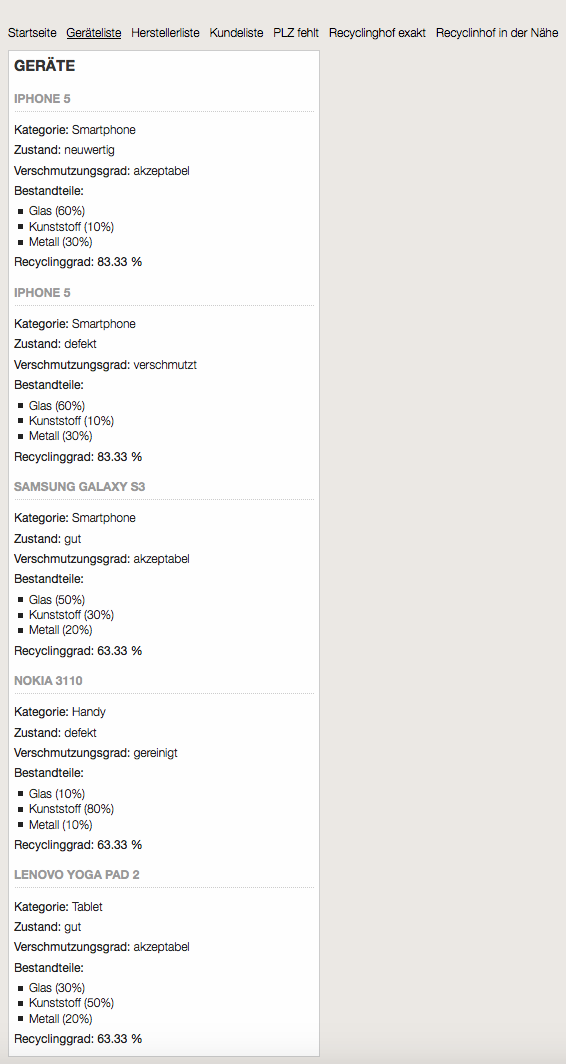 Startseite Geräteliste Herstellerliste Kundeliste PLZ fehlt Recyclinghof exakt Recyclinhof in der Nähe
GERÄTE
IPHONE 5
Kategorie: Smartphone
Zustand: neuwertig
Verschmutzungsgrad: akzeptabel
Bestandteile:
Glas (60%)
Kunststoff (10%)
Metall (30%)
Recyclinggrad: 83.33 %
IPHONE 5
Kategorie: Smartphone
Zustand: defekt
Verschmutzungsgrad: verschmutzt
Bestandteile:
Glas (60%)
Kunststoff (10%)
Metall (30%)
Recyclinggrad: 83.33 %
SAMSUNG GALAXY S3
Kategorie: Smartphone
Zustand: gut
Verschmutzungsgrad: akzeptabel
Bestandteile:
Glas (50%)
Kunststoff (30%)
Metall (20%)
Recyclinggrad: 63.33 %
NOKIA 3110
Kategorie: Handy
Zustand: defekt
Verschmutzungsgrad: gereinigt
Bestandteile:
Glas (10%)
Kunststoff (80%)
Metall (10%)
Recyclinggrad: 63.33 %
LENOVO YOGA PAD 2
Kategorie: Tablet
Zustand: gut
Verschmutzungsgrad: akzeptabel
Bestandteile:
Glas (30%)
Kunststoff (50%)
Metall (20%)
Recyclinggrad: 63.33 %